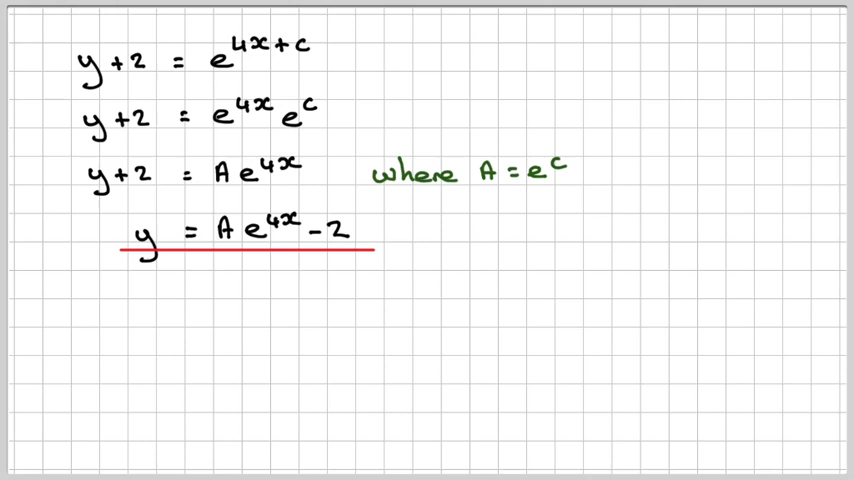 y + 2 = e^{4x + c}
y + 2 = e^{4x} e^{c}
y + 2 = A e^{4x} where A = e^{c}
y = A e^{4x} - 2